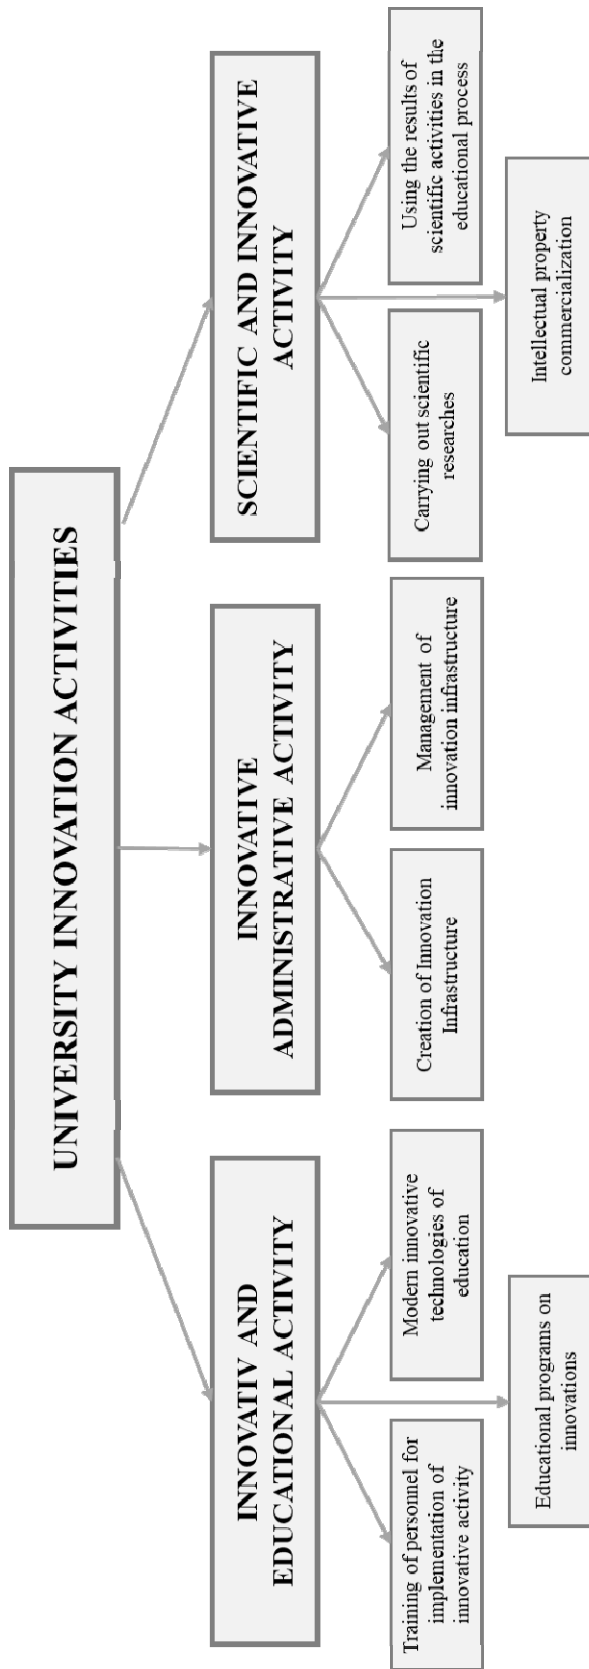 UNIVERSITY INNOVATION ACTIVITIES
INNOVATIV AND
EDUCATIONAL ACTIVITY
INNOVATIVE
ADMINISTRATIVE ACTIVITY
SCIENTIFIC AND INNOVATIVE
ACTIVITY
Training of personnel for
implementation of
innovative activity
Modern innovative
technologies of
education
Creation of Innovation
Infrastructure
Management of
innovation infrastructure
Carrying out scientific
researches
Using the results of
scientific activities in the
educational process
Educational programs on
innovations
Intellectual property
commercialization